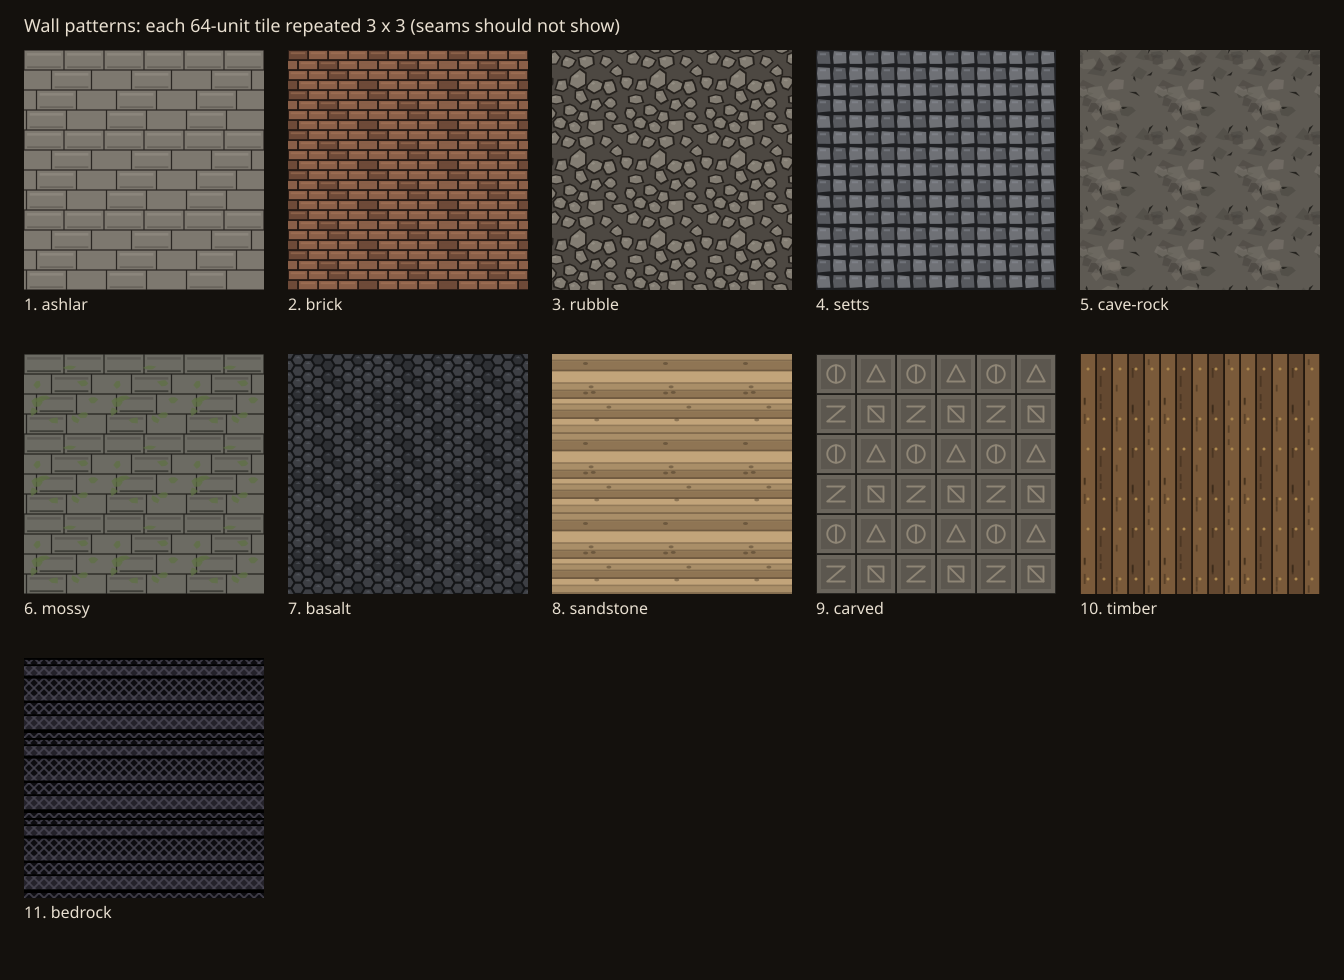 Wall patterns: each 64-unit tile repeated 3 x 3 (seams should not show)
1. ashlar
2. brick
3. rubble
4. setts
5. cave-rock
6. mossy
7. basalt
8. sandstone
9. carved
10. timber
11. bedrock